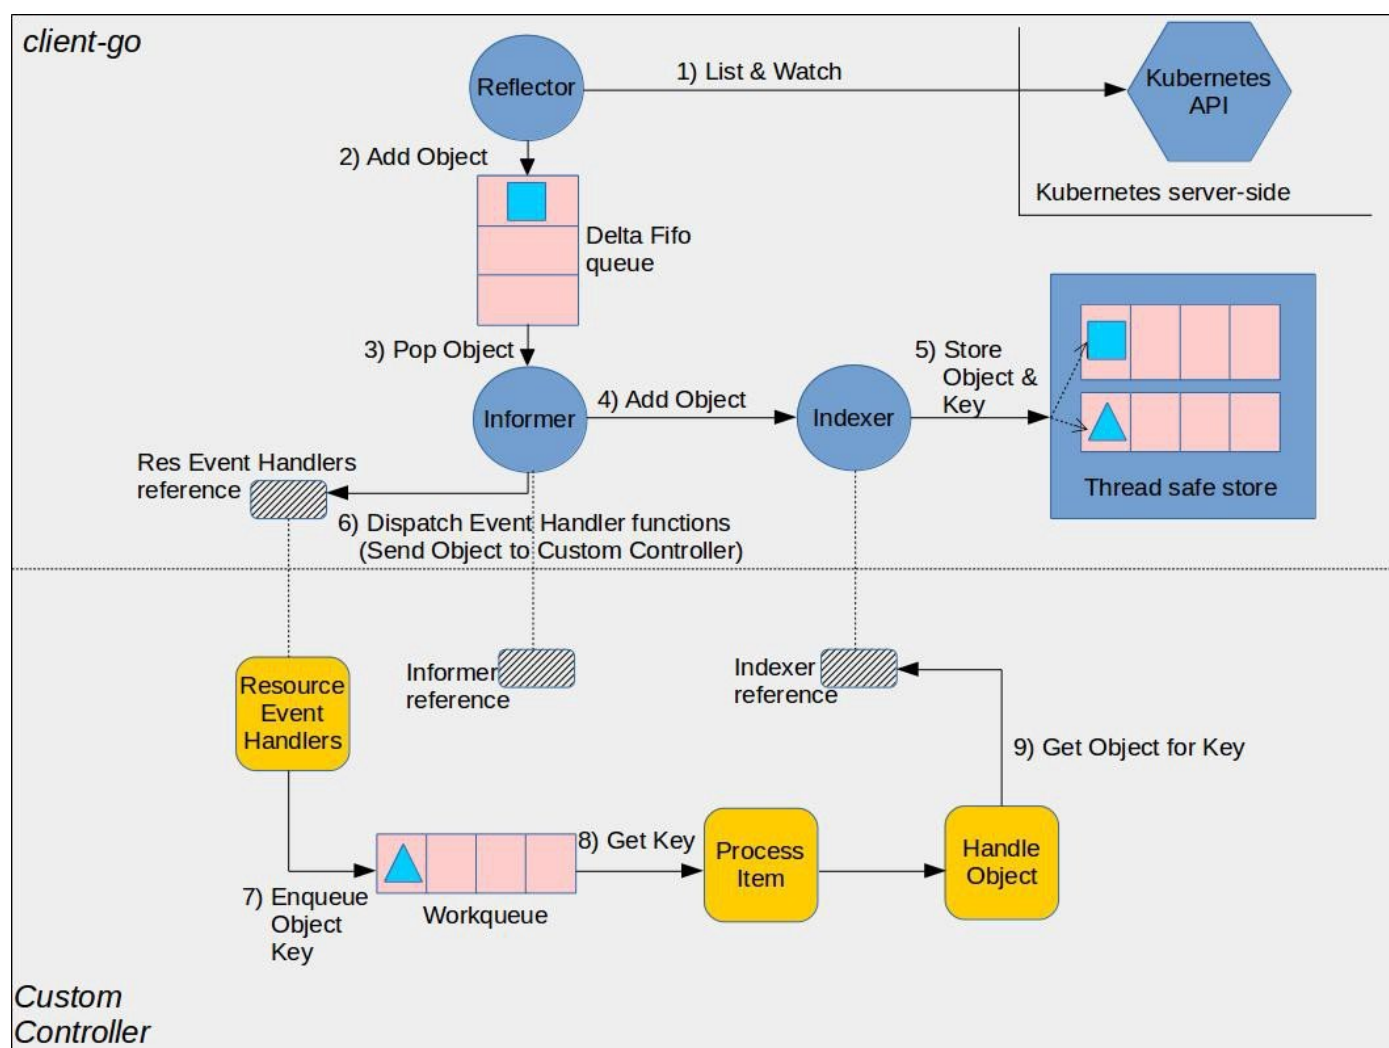 client-go
Reflector
1) List & Watch
Kubernetes
API
2) Add Object
Kubernetes server-side
Delta Fifo
queue
3) Pop Object
Informer
4) Add Object
Indexer
5) Store
Object &
Key
Thread safe store
Res Event Handlers
reference
6) Dispatch Event Handler functions
(Send Object to Custom Controller)
Resource
Event
Handlers
Informer
reference
Indexer
reference
9) Get Object for Key
7) Enqueue
Object
Key
Workqueue
8) Get Key
Process
Item
Handle
Object
Custom
Controller